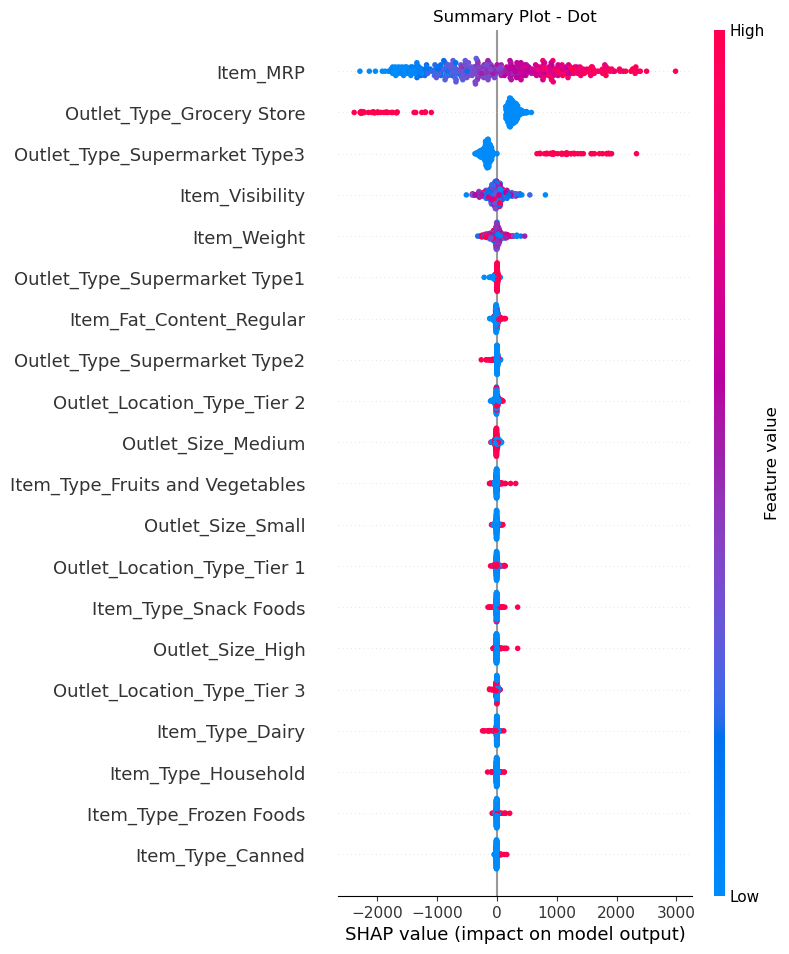 Summary Plot - Dot
High
Item_MRP
Outlet_Type_Grocery Store
Outlet_Type_Supermarket Type3
Item_Visibility
Item_Weight
Outlet_Type_Supermarket Type1
Item_Fat_Content_Regular
Outlet_Type_Supermarket Type2
Outlet_Location_Type_Tier 2
Outlet_Size_Medium
Item_Type_Fruits and Vegetables
Outlet_Size_Small
Outlet_Location_Type_Tier 1
Item_Type_Snack Foods
Outlet_Size_High
Outlet_Location_Type_Tier 3
Item_Type_Dairy
Item_Type_Household
Item_Type_Frozen Foods
Item_Type_Canned
Feature value
Low
−2000 −1000 0 1000 2000 3000
SHAP value (impact on model output)